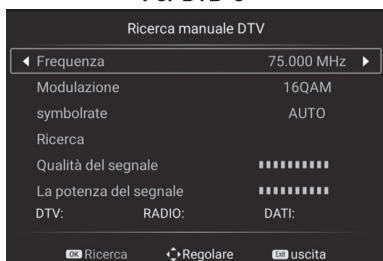 Ricerca manuale DTV
Frequenza 75.000 MHz
Modulazione 16QAM
symbolrate AUTO
Ricerca
Qualità del segnale
La potenza del segnale
DTV: RADIO: DATI:
OK Ricerca Regolare Exit uscita